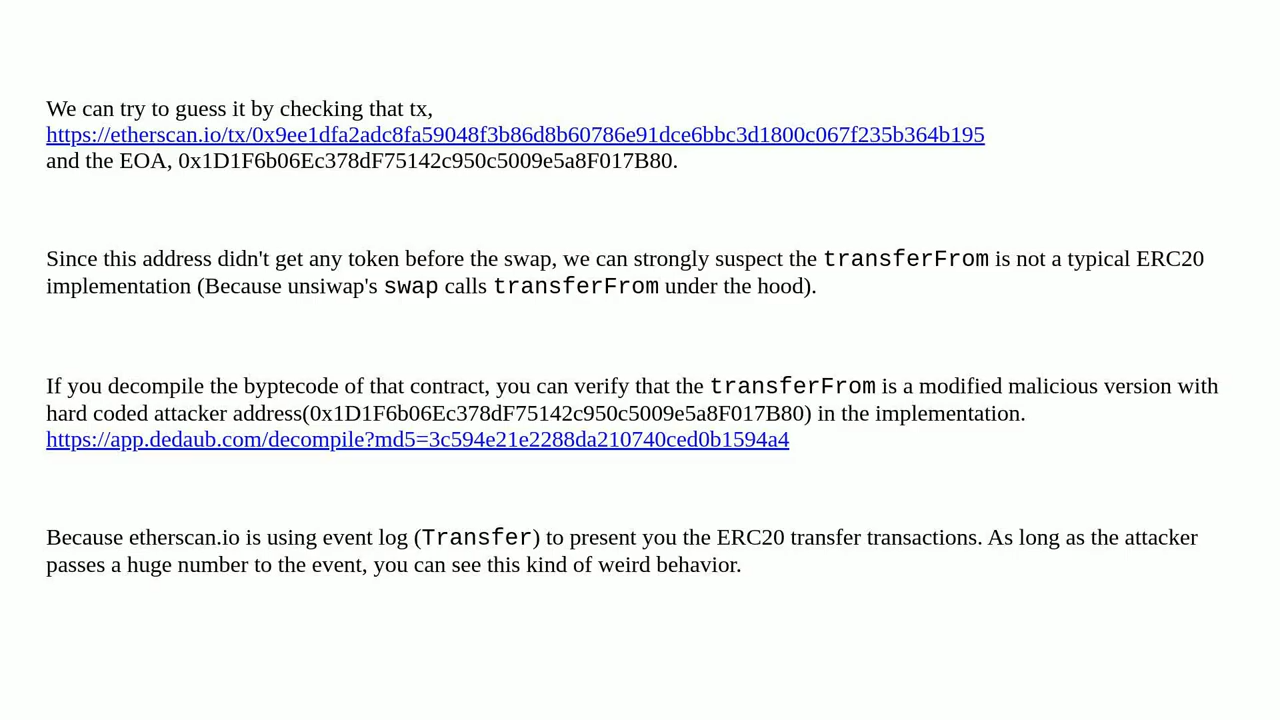 We can try to guess it by checking that tx,
https://etherscan.io/tx/0x9ee1dfa2adc8fa59048f3b86d8b60786e91dce6bbc3d1800c067f235b364b195
and the EOA, 0x1D1F6b06Ec378dF75142c950c5009e5a8F017B80.
Since this address didn't get any token before the swap, we can strongly suspect the transferFrom is not a typical ERC20
implementation (Because unsiwap's swap calls transferFrom under the hood).
If you decompile the byptecode of that contract, you can verify that the transferFrom is a modified malicious version with
hard coded attacker address(0x1D1F6b06Ec378dF75142c950c5009e5a8F017B80) in the implementation.
https://app.dedaub.com/decompile?md5=3c594e21e2288da210740ced0b1594a4
Because etherscan.io is using event log (Transfer) to present you the ERC20 transfer transactions. As long as the attacker
passes a huge number to the event, you can see this kind of weird behavior.